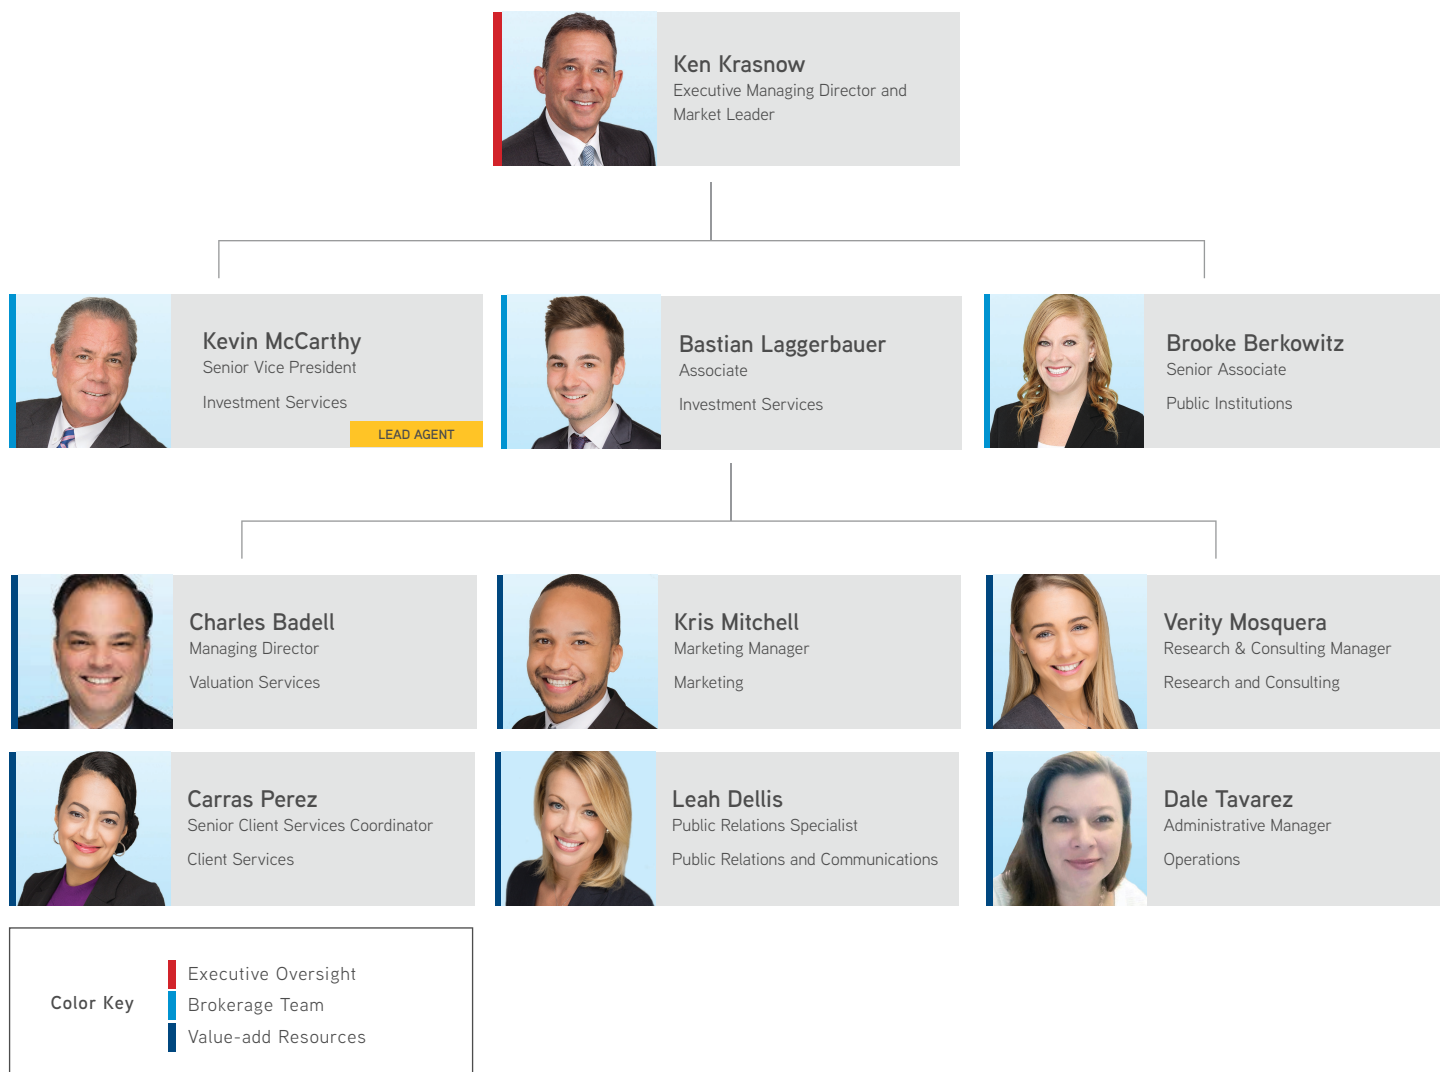 Ken Krasnow
Executive Managing Director and
Market Leader
Kevin McCarthy
Senior Vice President
Investment Services
LEAD AGENT
Bastian Laggerbauer
Associate
Investment Services
Brooke Berkowitz
Senior Associate
Public Institutions
Charles Badell
Managing Director
Valuation Services
Kris Mitchell
Marketing Manager
Marketing
Verity Mosquera
Research & Consulting Manager
Research and Consulting
Carras Perez
Senior Client Services Coordinator
Client Services
Leah Dellis
Public Relations Specialist
Public Relations and Communications
Dale Tavarez
Administrative Manager
Operations
Color Key
Executive Oversight
Brokerage Team
Value-add Resources